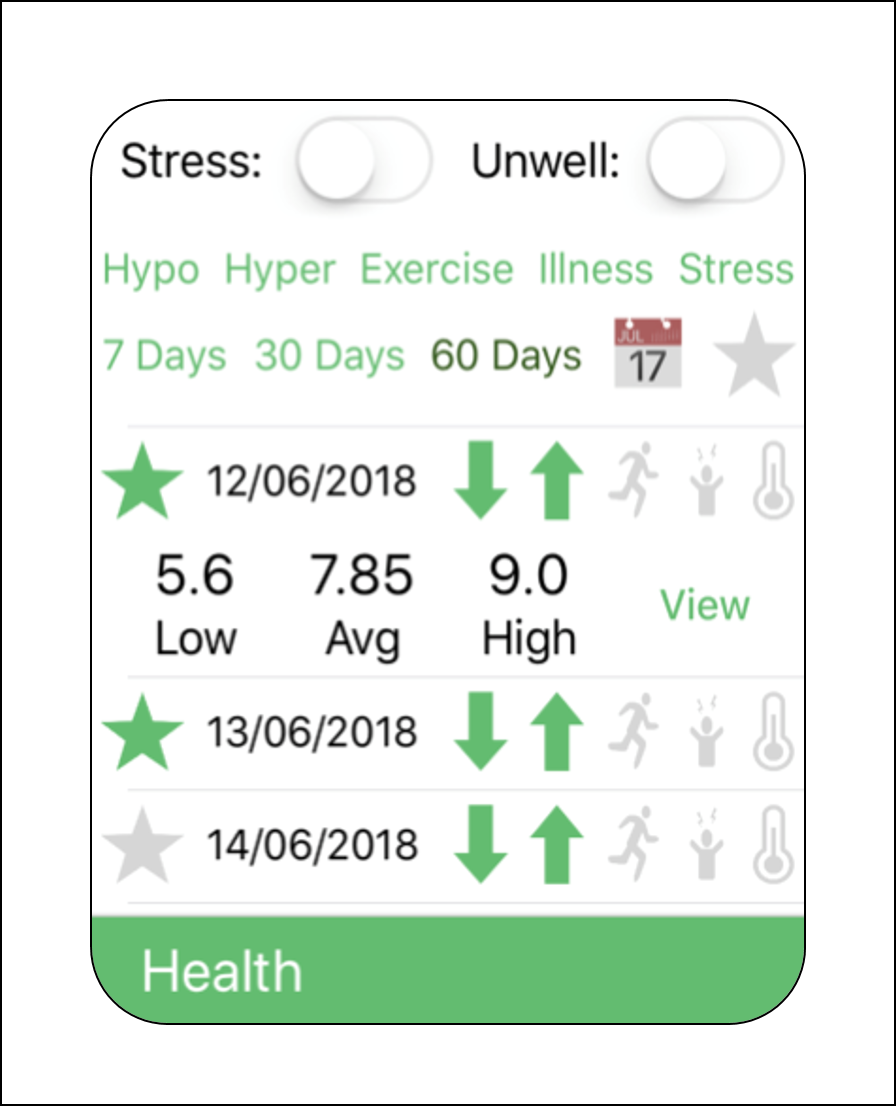 Stress: Unwell:
Hypo Hyper Exercise Illness Stress
7 Days 30 Days 60 Days JUL 17
12/06/2018
5.6 7.85 9.0
Low Avg High View
13/06/2018
14/06/2018
Health